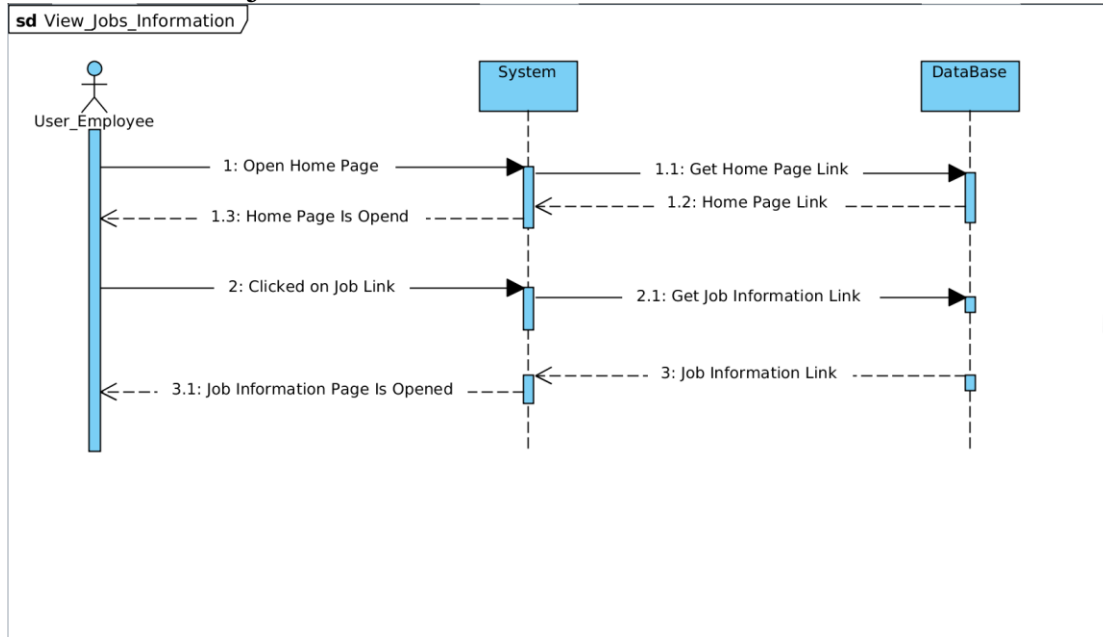 sd View_Jobs_Information
User_Employee
System
DataBase
1: Open Home Page
1.1: Get Home Page Link
1.2: Home Page Link
1.3: Home Page Is Opend
2: Clicked on Job Link
2.1: Get Job Information Link
3: Job Information Link
3.1: Job Information Page Is Opened